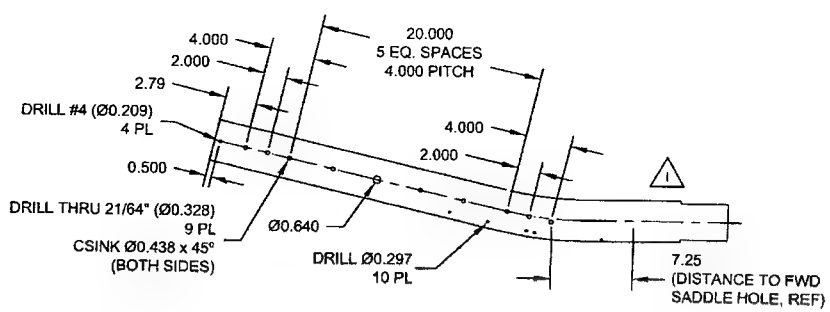 20.000
5 EQ. SPACES
4.000 PITCH
4.000
2.000
2.79
DRILL #4 (Ø0.209)
4 PL
4.000
2.000
0.500
DRILL THRU 21/64" (Ø0.328)
9 PL
CSINK Ø0.438 x 45°
(BOTH SIDES)
Ø0.640
DRILL Ø0.297
10 PL
1
7.25
(DISTANCE TO FWD
SADDLE HOLE, REF)